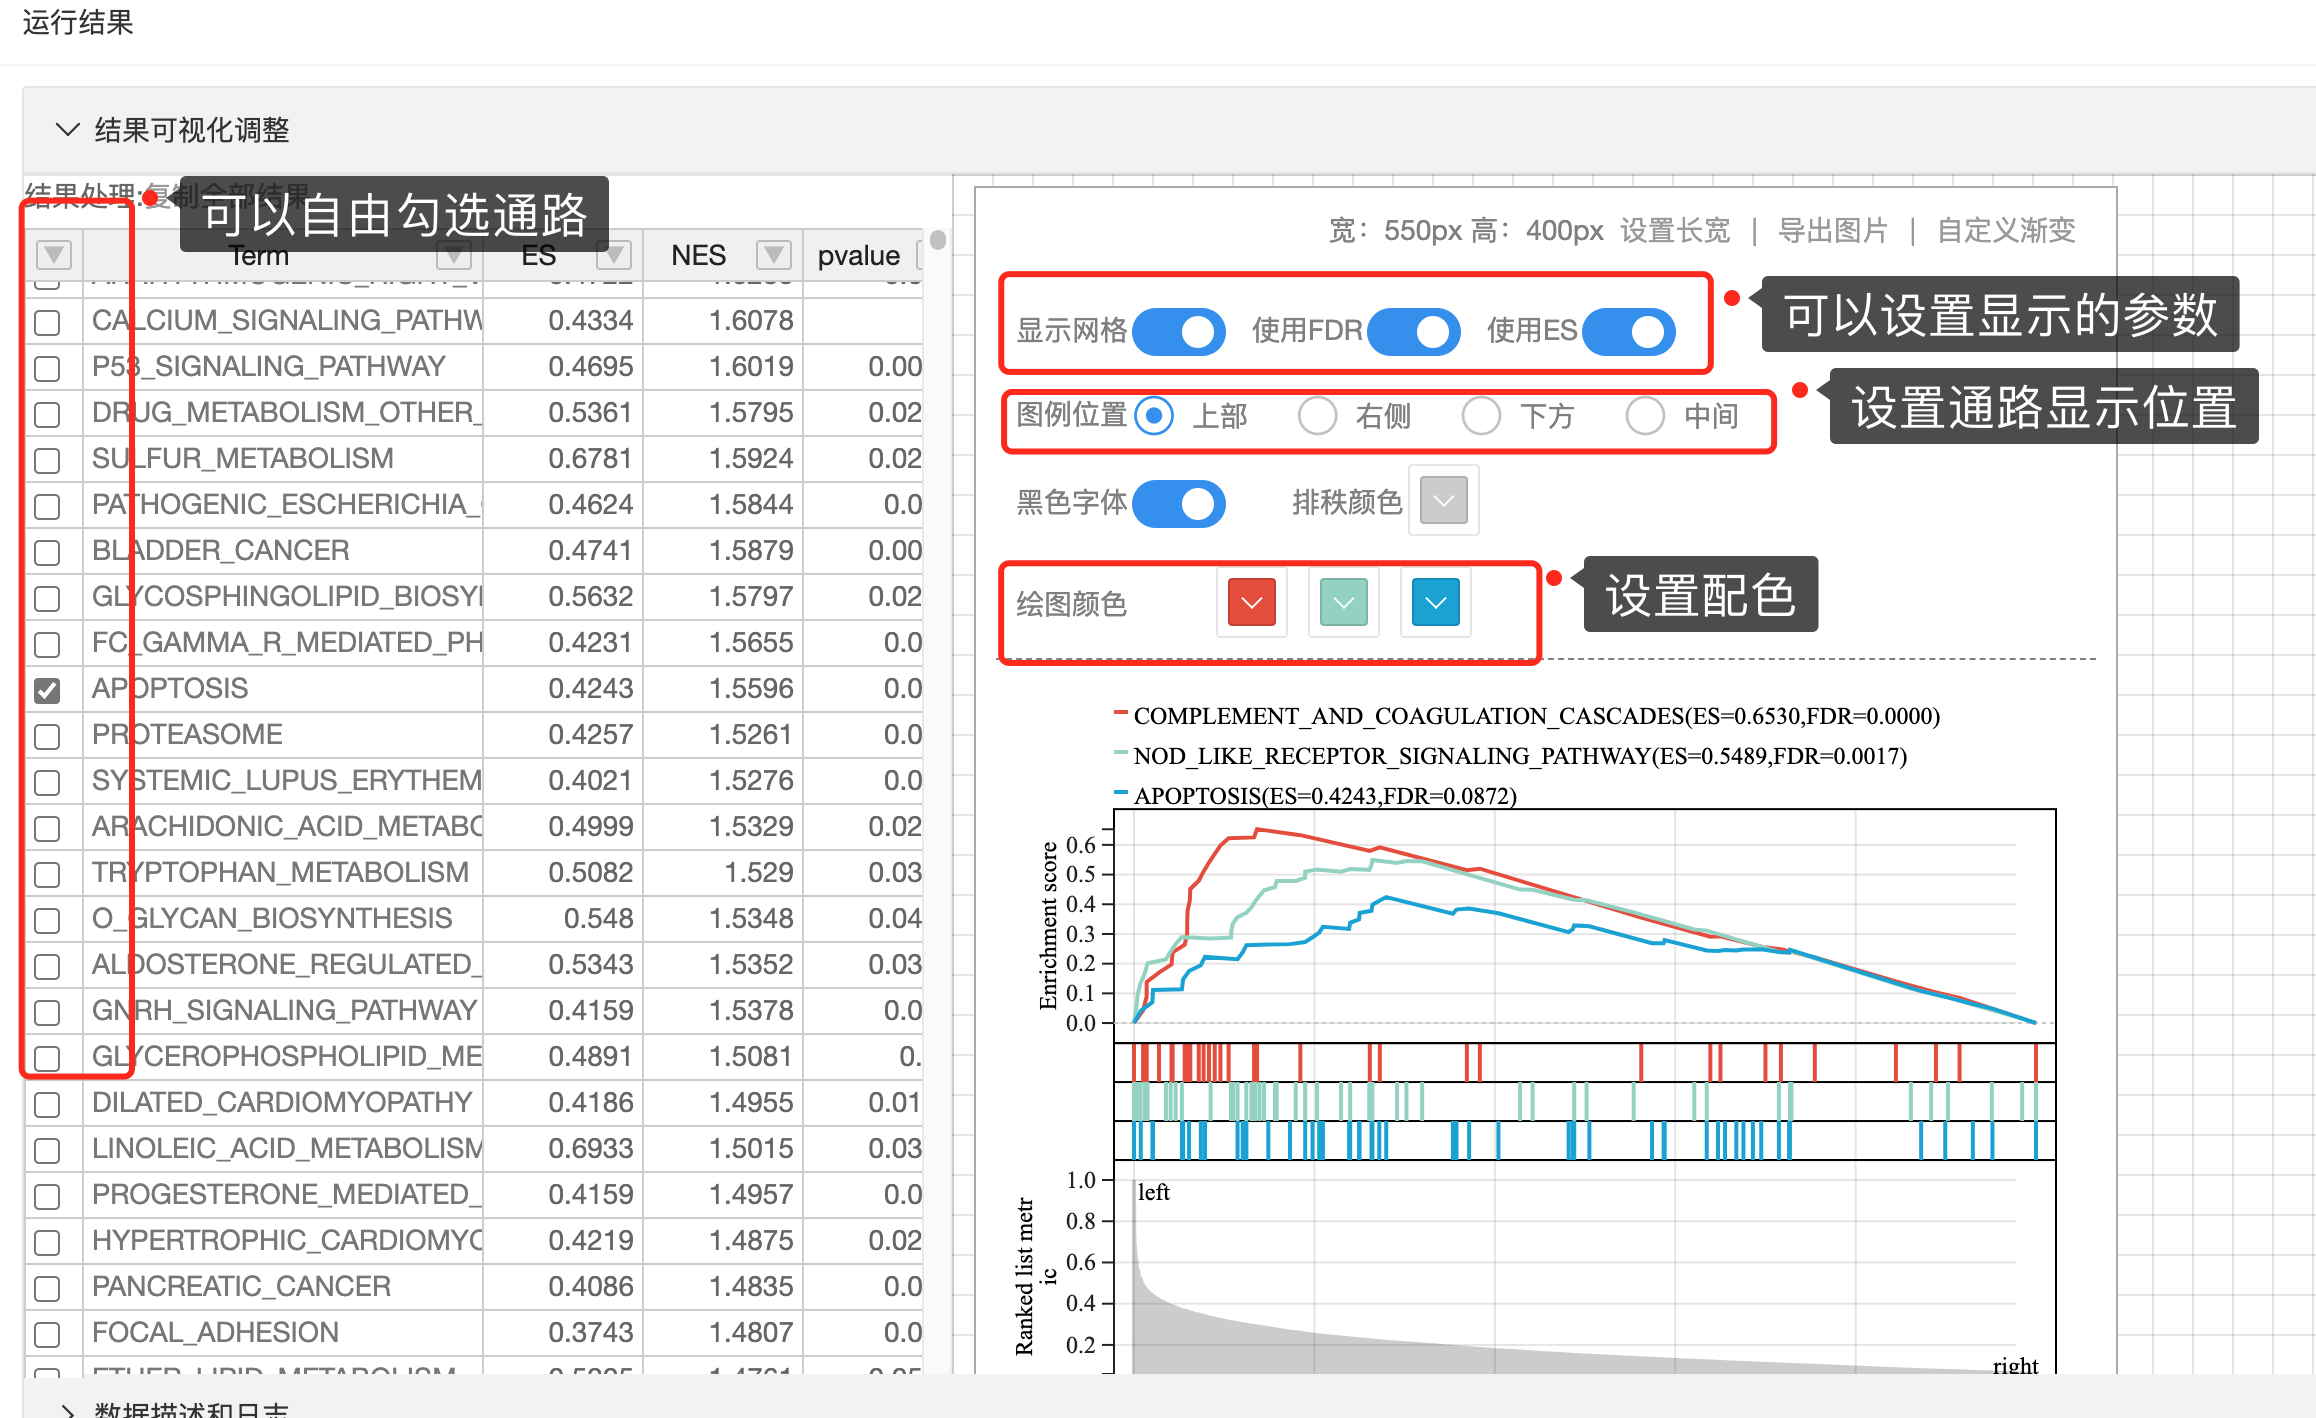 运行结果
结果可视化调整
结果处理:复制全部结果
可以自由勾选通路
Term ES NES pvalue
CALCIUM_SIGNALING_PATHW 0.4334 1.6078
P53_SIGNALING_PATHWAY 0.4695 1.6019 0.00
DRUG_METABOLISM_OTHER_ 0.5361 1.5795 0.02
SULFUR_METABOLISM 0.6781 1.5924 0.02
PATHOGENIC_ESCHERICHIA_ 0.4624 1.5844 0.0
BLADDER_CANCER 0.4741 1.5879 0.00
GLYCOSPHINGOLIPID_BIOSY 0.5632 1.5797 0.02
FC_GAMMA_R_MEDIATED_PH 0.4231 1.5655 0.0
APOPTOSIS 0.4243 1.5596 0.0
PROTEASOME 0.4257 1.5261 0.0
SYSTEMIC_LUPUS_ERYTHEM 0.4021 1.5276 0.0
ARACHIDONIC_ACID_METABO 0.4999 1.5329 0.02
TRYPTOPHAN_METABOLISM 0.5082 1.529 0.03
O_GLYCAN_BIOSYNTHESIS 0.548 1.5348 0.04
ALDOSTERONE_REGULATED_ 0.5343 1.5352 0.03
GNRH_SIGNALING_PATHWAY 0.4159 1.5378 0.0
GLYCEROPHOSPHOLIPID_ME 0.4891 1.5081 0.
DILATED_CARDIOMYOPATHY 0.4186 1.4955 0.01
LINOLEIC_ACID_METABOLISM 0.6933 1.5015 0.03
PROGESTERONE_MEDIATED_ 0.4159 1.4957 0.0
HYPERTROPHIC_CARDIOMYO 0.4219 1.4875 0.02
PANCREATIC_CANCER 0.4086 1.4835 0.0
FOCAL_ADHESION 0.3743 1.4807 0.0
宽：550px 高：400px 设置长宽 | 导出图片 | 自定义渐变
显示网格 使用FDR 使用ES
可以设置显示的参数
图例位置 上部 右侧 下方 中间
设置通路显示位置
黑色字体 排秩颜色
绘图颜色
设置配色
COMPLEMENT_AND_COAGULATION_CASCADES(ES=0.6530,FDR=0.0000)
NOD_LIKE_RECEPTOR_SIGNALING_PATHWAY(ES=0.5489,FDR=0.0017)
APOPTOSIS(ES=0.4243,FDR=0.0872)
Enrichment score
0.6
0.5
0.4
0.3
0.2
0.1
0.0
Ranked list metr
ic
1.0
0.8
0.6
0.4
0.2
left
right
数据描述和日志